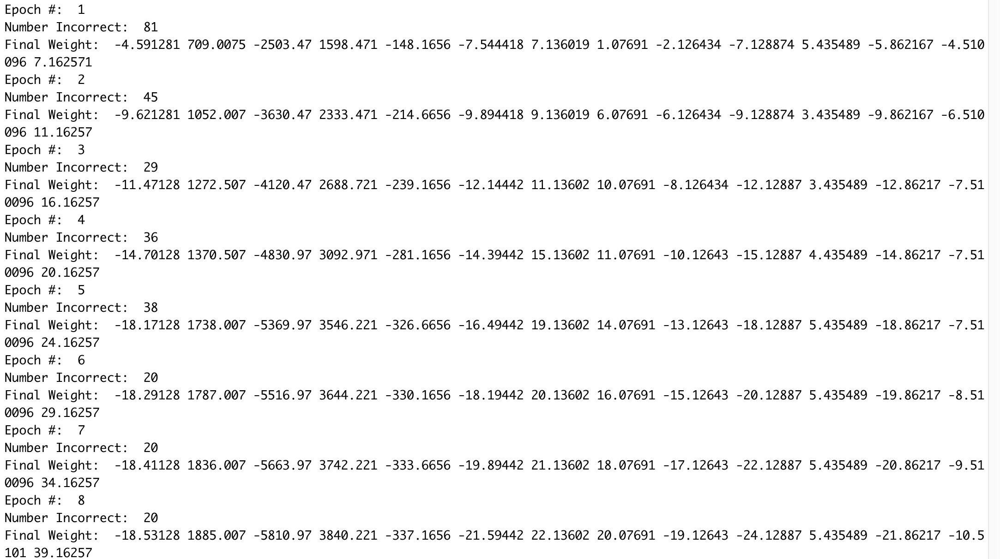 Epoch #:  1
Number Incorrect:  81
Final Weight:  -4.591281 709.0075 -2503.47 1598.471 -148.1656 -7.544418 7.136019 1.07691 -2.126434 -7.128874 5.435489 -5.862167 -4.510
096 7.162571
Epoch #:  2
Number Incorrect:  45
Final Weight:  -9.621281 1052.007 -3630.47 2333.471 -214.6656 -9.894418 9.136019 6.07691 -6.126434 -9.128874 3.435489 -9.862167 -6.510
096 11.16257
Epoch #:  3
Number Incorrect:  29
Final Weight:  -11.47128 1272.507 -4120.47 2688.721 -239.1656 -12.14442 11.13602 10.07691 -8.126434 -12.12887 3.435489 -12.86217 -7.51
0096 16.16257
Epoch #:  4
Number Incorrect:  36
Final Weight:  -14.70128 1370.507 -4830.97 3092.971 -281.1656 -14.39442 15.13602 11.07691 -10.12643 -15.12887 4.435489 -14.86217 -7.51
0096 20.16257
Epoch #:  5
Number Incorrect:  38
Final Weight:  -18.17128 1738.007 -5369.97 3546.221 -326.6656 -16.49442 19.13602 14.07691 -13.12643 -18.12887 5.435489 -18.86217 -7.51
0096 24.16257
Epoch #:  6
Number Incorrect:  20
Final Weight:  -18.29128 1787.007 -5516.97 3644.221 -330.1656 -18.19442 20.13602 16.07691 -15.12643 -20.12887 5.435489 -19.86217 -8.51
0096 29.16257
Epoch #:  7
Number Incorrect:  20
Final Weight:  -18.41128 1836.007 -5663.97 3742.221 -333.6656 -19.89442 21.13602 18.07691 -17.12643 -22.12887 5.435489 -20.86217 -9.51
0096 34.16257
Epoch #:  8
Number Incorrect:  20
Final Weight:  -18.53128 1885.007 -5810.97 3840.221 -337.1656 -21.59442 22.13602 20.07691 -19.12643 -24.12887 5.435489 -21.86217 -10.5
101 39.16257